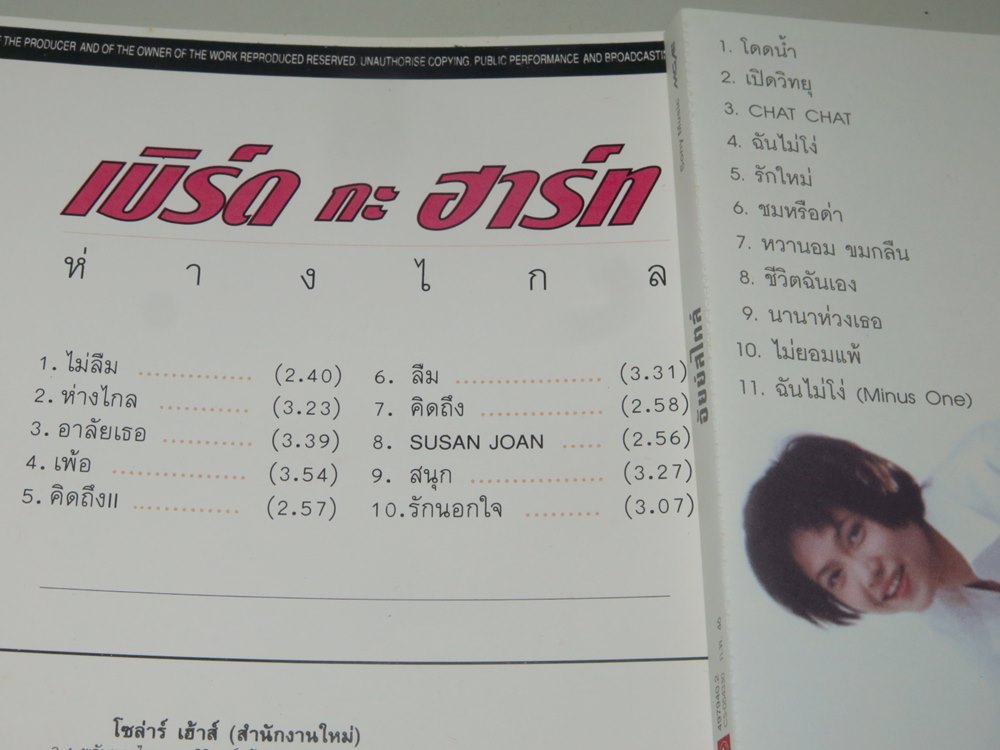 F THE PRODUCER AND OF THE OWNER OF THE WORK REPRODUCED RESERVED. UNAUTHORISE COPYING, PUBLIC PERFORMANCE AND BROADCASTI
เบิร์ด กะ ฮาร์ท
ห่ า ง ไ ก ล
1. ไม่ลืม (2.40)
2. ห่างไกล (3.23)
3. อาลัยเธอ (3.39)
4. เพ้อ (3.54)
5. คิดถึงII (2.57)
6. ลืม (3.31)
7. คิดถึง (2.58)
8. SUSAN JOAN (2.56)
9. สนุก (3.27)
10. รักนอกใจ (3.07)
โซล่าร์ เฮ้าส์ (สำนักงานใหม่)
MCA
Sony Music
1. โดดน้ำ
2. เปิดวิทยุ
3. CHAT CHAT
4. ฉันไม่โง่
5. รักใหม่
6. ชมหรือด่า
7. หวานอม ขมกลืน
8. ชีวิตฉันเอง
9. นานาห่วงเธอ
10. ไม่ยอมแพ้
11. ฉันไม่โง่ (Minus One)